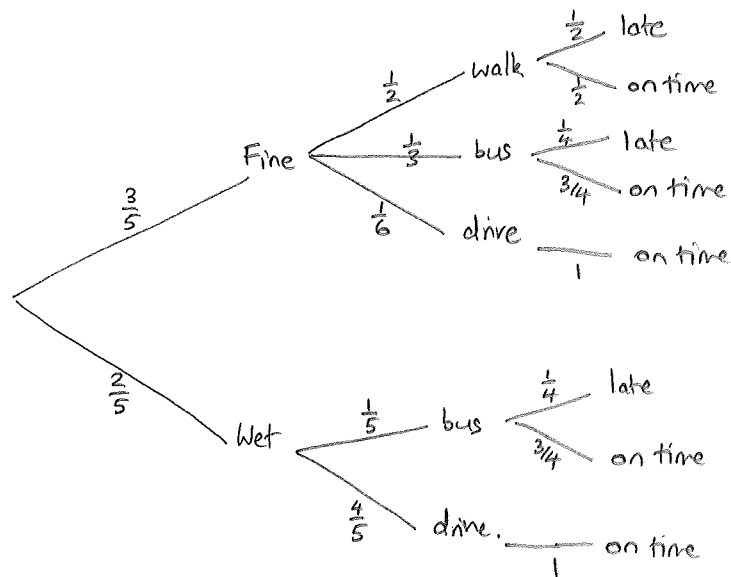 1/2 late
1/2 walk
1/2 on time
1/4 late
Fine 1/3 bus
3/4 on time
3/5
1/6 drive
1 on time
2/5
1/4 late
Wet 1/5 bus
3/4 on time
4/5 drive.
1 on time